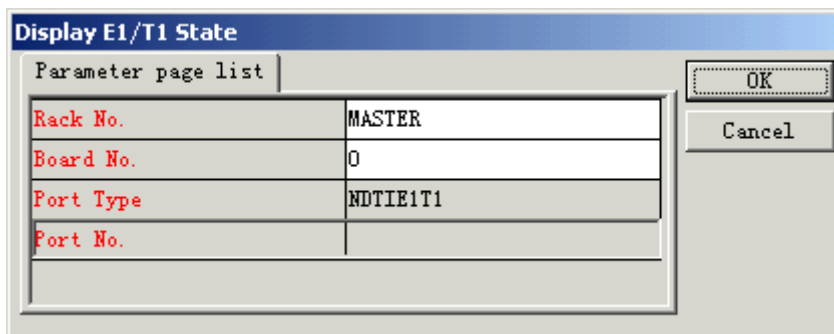 Display E1/T1 State
Parameter page list
OK
Cancel
Rack No. MASTER
Board No. 0
Port Type NDTIE1T1
Port No.